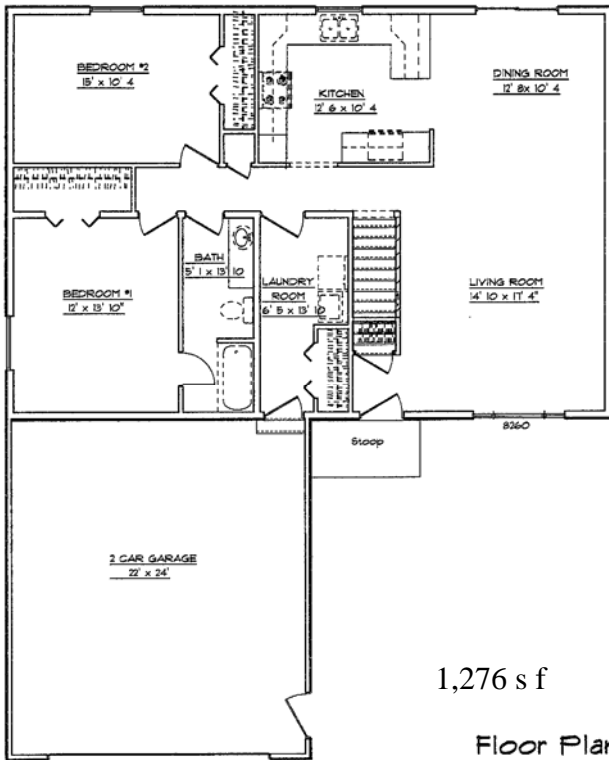 BEDROOM #2
15' x 10' 4
KITCHEN
12' 6 x 10' 4
DINING ROOM
12' 8x 10' 4
BATH
5' 1 x 13' 10
LAUNDRY
ROOM
6' 5 x 13' 10
BEDROOM #1
12' x 13' 10"
LIVING ROOM
14' 10 x 17' 4"
8260
Stoop
2 CAR GARAGE
22' x 24'
1,276 s f
Floor Plan